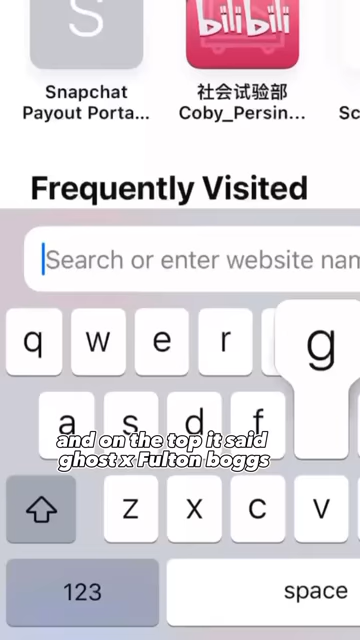 S
bilibili
Snapchat
Payout Porta...
社会试验部
Coby_Persin...
Sc
Frequently Visited
Search or enter website nam
q w e r g
a s d f
and on the top it said
ghost x Fulton boggs
z x c v
123 space